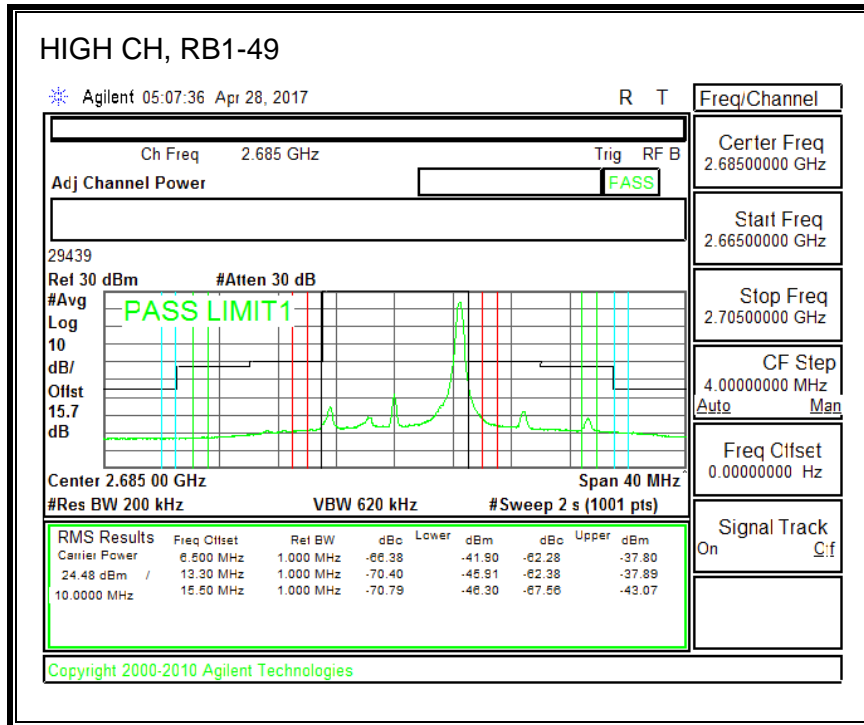 HIGH CH, RB1-49
Agilent 05:07:36 Apr 28, 2017 R T
Ch Freq 2.685 GHz Trig RF B
Adj Channel Power PASS
29439
Ref 30 dBm #Atten 30 dB
#Avg
Log
10
dB/
Offst
15.7
dB
PASS LIMIT1
Center 2.685 00 GHz Span 40 MHz^
#Res BW 200 kHz VBW 620 kHz #Sweep 2 s (1001 pts)
RMS Results Freq Offset Ref BW dBc Lower dBm dBc Upper dBm
Carrier Power 6.500 MHz 1.000 MHz -66.38 -41.90 -62.28 -37.80
24.48 dBm / 13.30 MHz 1.000 MHz -70.40 -45.91 -62.38 -37.89
10.0000 MHz 15.50 MHz 1.000 MHz -70.79 -46.30 -67.56 -43.07
Copyright 2000-2010 Agilent Technologies
Freq/Channel
Center Freq
2.68500000 GHz
Start Freq
2.66500000 GHz
Stop Freq
2.70500000 GHz
CF Step
4.00000000 MHz
Auto Man
Freq Offset
0.00000000 Hz
Signal Track
On Off